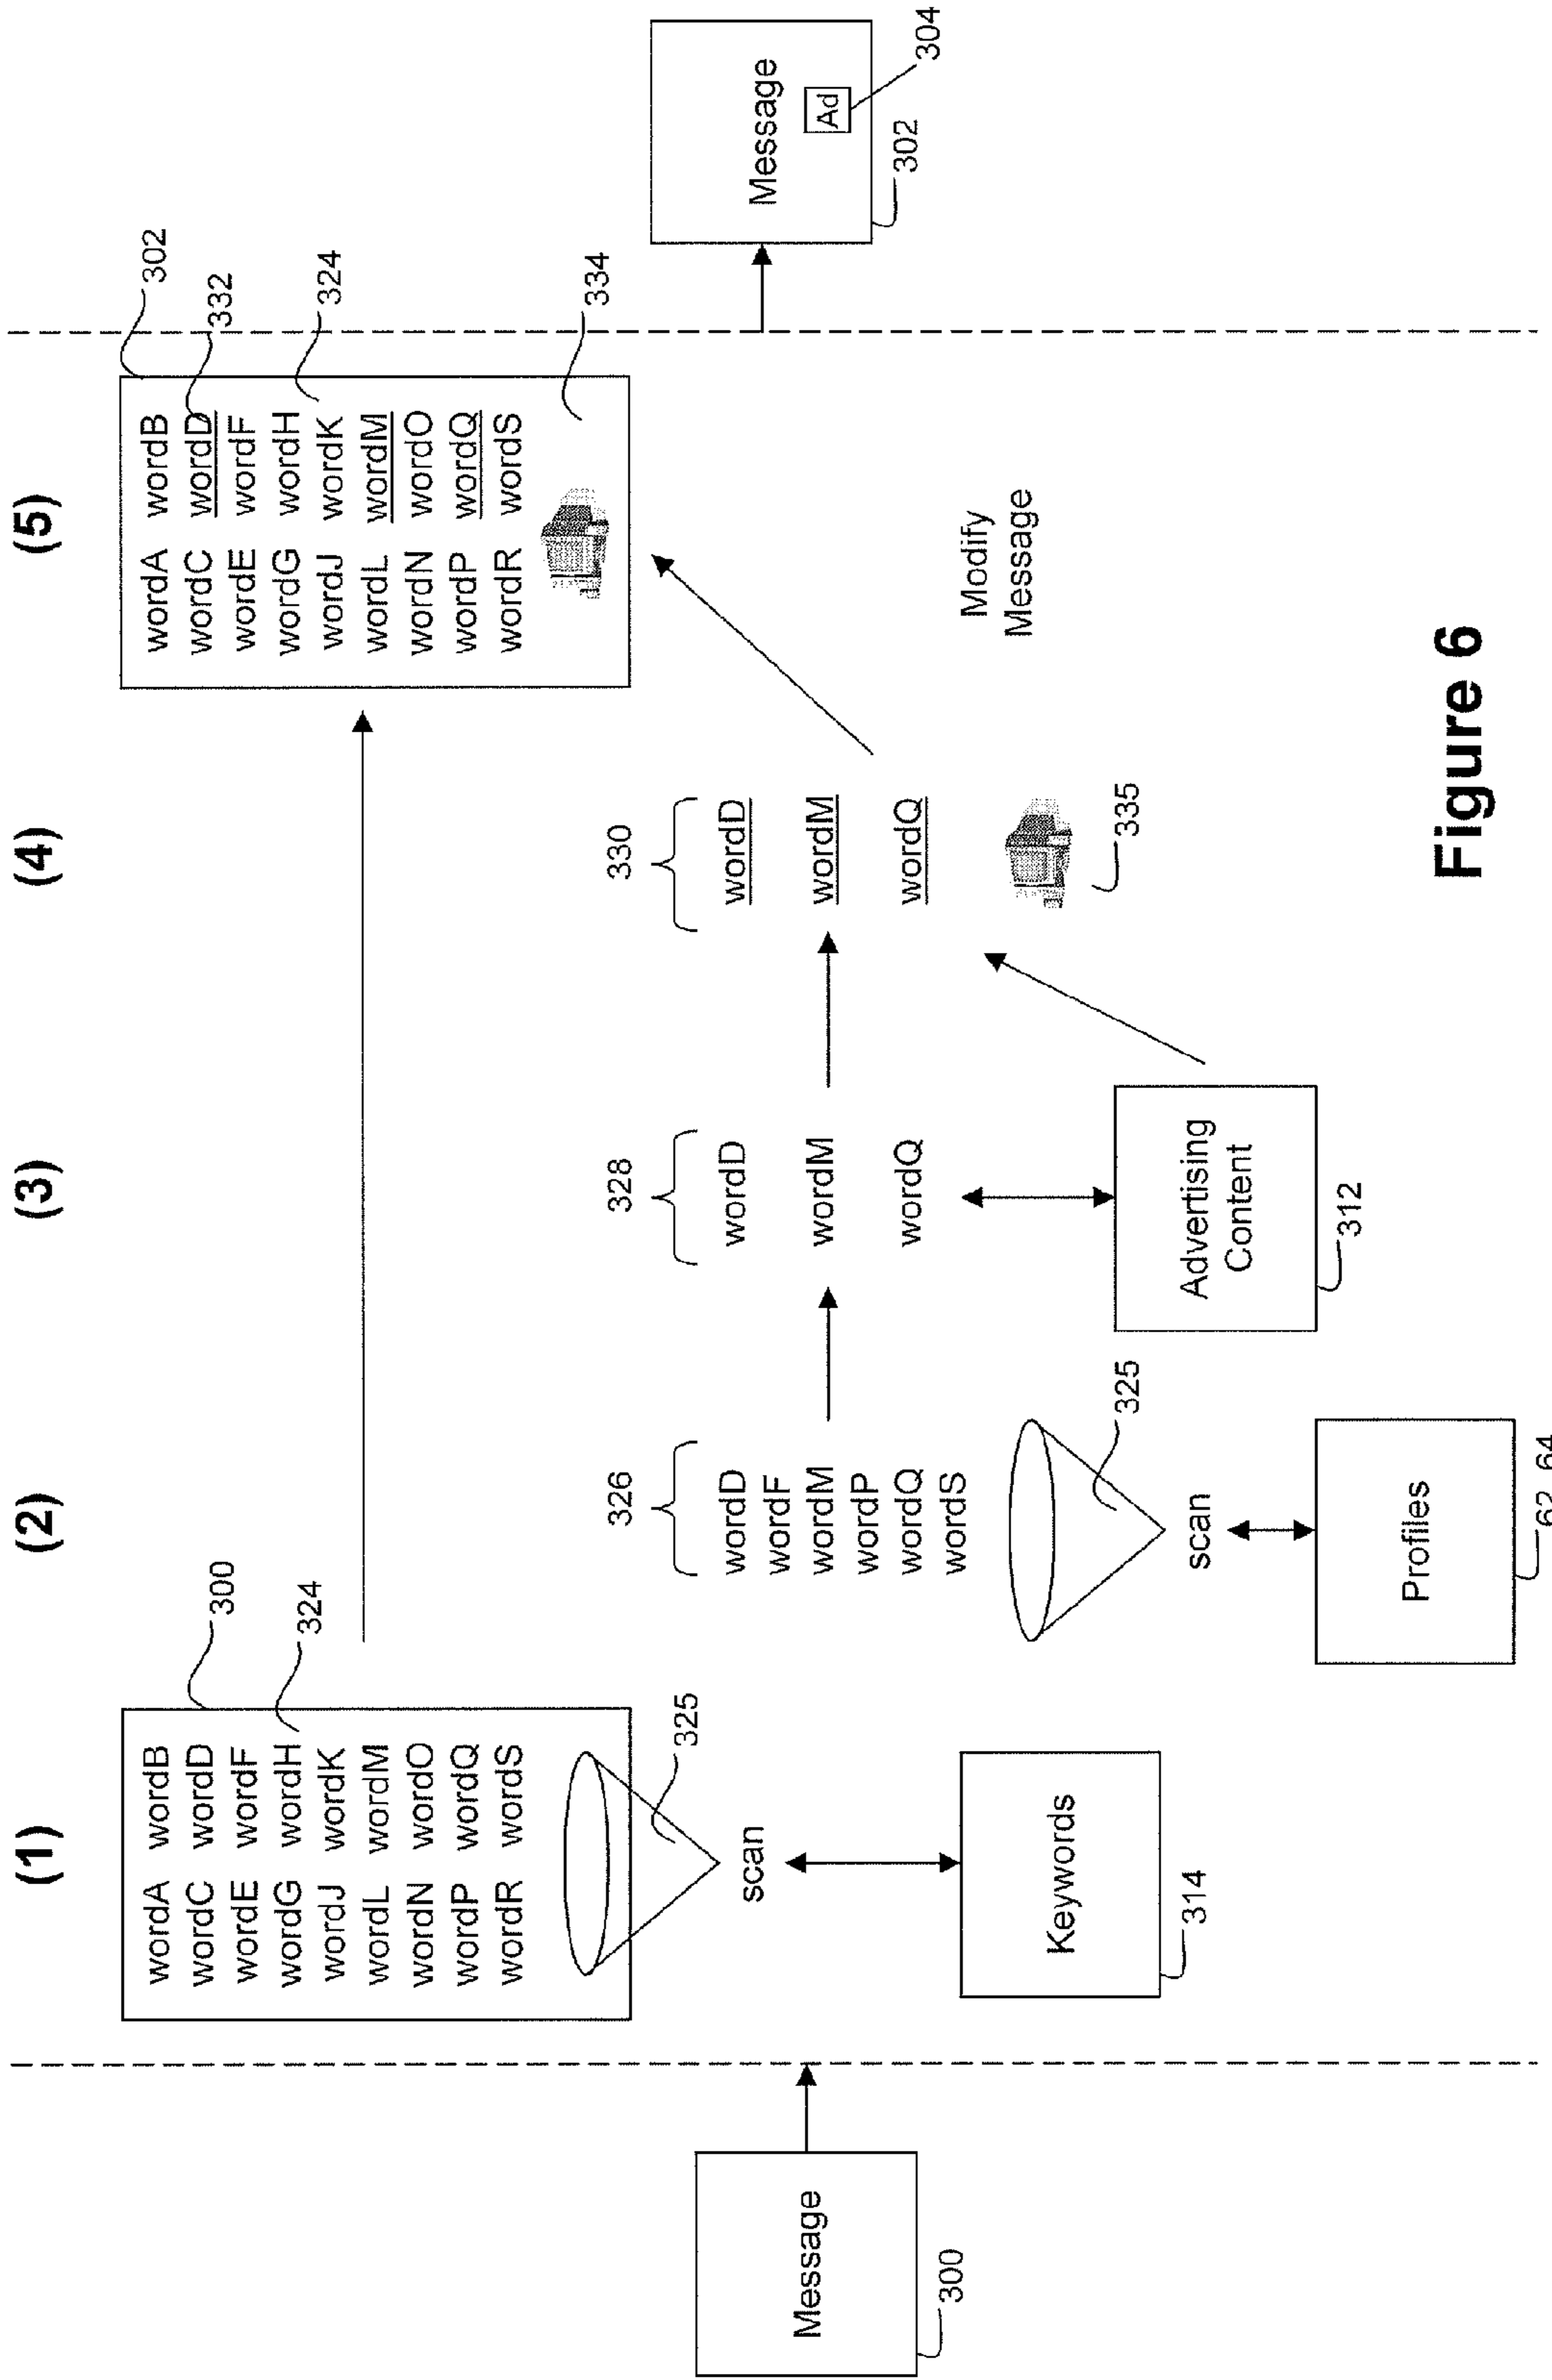 (1)
(2)
(3)
(4)
(5)
Message
300
300
wordA wordB
wordC wordD
wordE wordF
wordG wordH
wordJ wordK
wordL wordM
wordN wordO
wordP wordQ
wordR wordS
324
325
scan
Keywords
314
326
wordD
wordF
wordM
wordP
wordQ
wordS
325
scan
Profiles
62, 64
328
wordD
wordM
wordQ
Advertising
Content
312
330
wordD
wordM
wordQ
335
302
wordA wordB
wordC wordD
wordE wordF
wordG wordH
wordJ wordK
wordL wordM
wordN wordO
wordP wordQ
wordR wordS
332
324
334
Modify
Message
Message
Ad
304
302
Figure 6